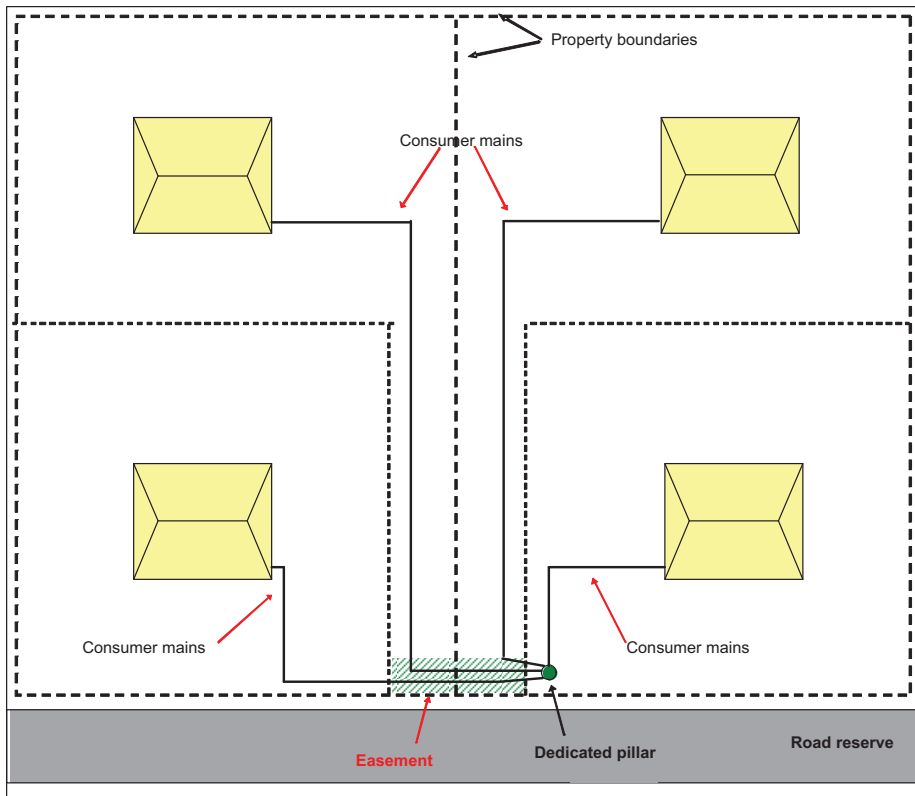 Property boundaries
Consumer mains
Consumer mains
Consumer mains
Road reserve
Dedicated pillar
Easement